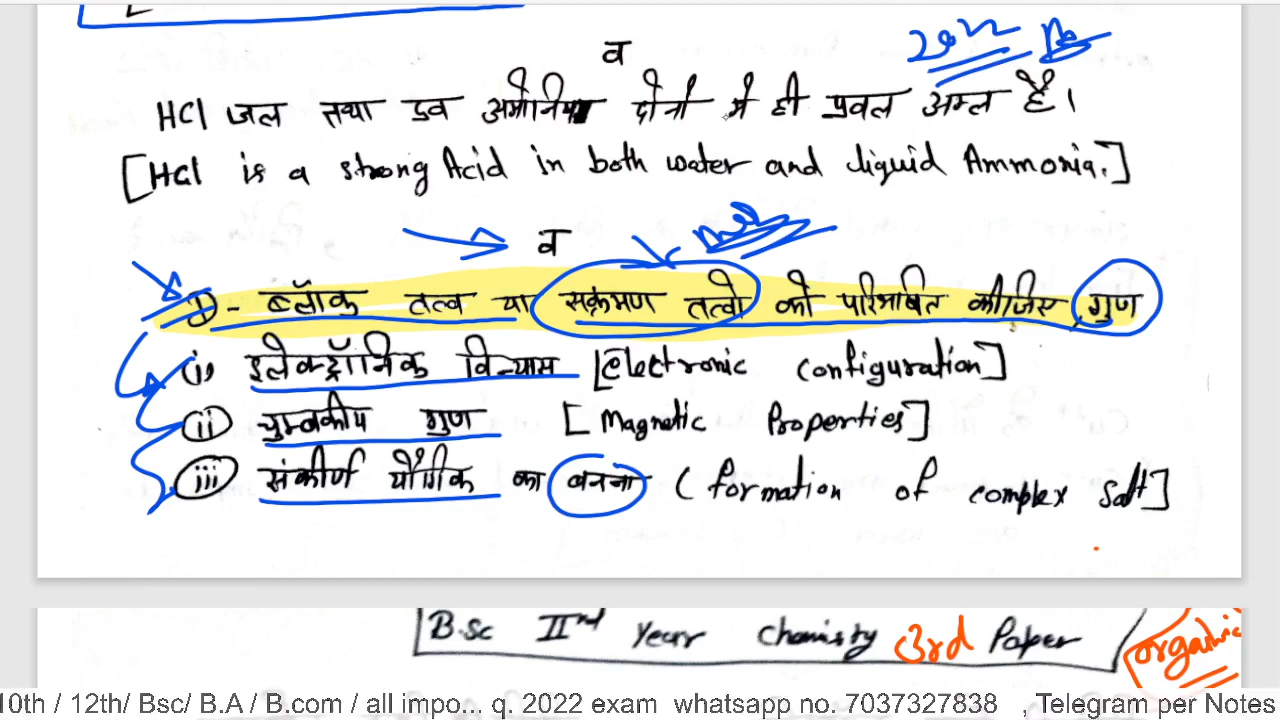 2022
व
HCl जल तथा द्रव अमोनिया दोनों में ही प्रबल अम्ल है।
[HCl is a strong Acid in both water and liquid Ammonia.]
व
d - ब्लॉक तत्व या संक्रमण तत्वो को परिभाषित कीजिस, गुण
(i) इलेक्ट्रॉनिक विन्यास [electronic configuration]
(ii) चुम्बकीय गुण [Magnetic Properties]
(iii) संकीर्ण यौगिक का बनना (formation of complex salt]
B.sc IInd Year Chemistry 3rd Paper
organic
10th / 12th/ Bsc/ B.A / B.com / all impo... q. 2022 exam whatsapp no. 7037327838 , Telegram per Notes